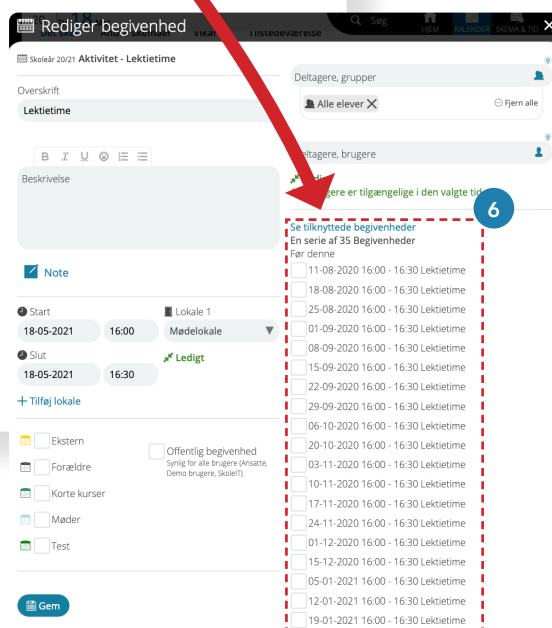 Rediger begivenhed
Søg
HJEM
KALENDER
SKEMA & TID
Skoleår 20/21 Aktivitet - Lektietime
Overskrift
Lektietime
B I U
Beskrivelse
Note
Start
18-05-2021 16:00
Lokale 1
Mødelokale
Slut
18-05-2021 16:30
Ledigt
Tilføj lokale
Ekstern
Forældre
Korte kurser
Møder
Test
Offentlig begivenhed
Synlig for alle brugere (Ansatte,
Demo brugere, SkoleIT)
Gem
Deltagere, grupper
Alle elever
Fjern alle
Deltagere, brugere
er tilgængelige i den valgte
6
Se tilknyttede begivenheder
En serie af 35 Begivenheder
Før denne
11-08-2020 16:00 - 16:30 Lektietime
18-08-2020 16:00 - 16:30 Lektietime
25-08-2020 16:00 - 16:30 Lektietime
01-09-2020 16:00 - 16:30 Lektietime
08-09-2020 16:00 - 16:30 Lektietime
15-09-2020 16:00 - 16:30 Lektietime
22-09-2020 16:00 - 16:30 Lektietime
29-09-2020 16:00 - 16:30 Lektietime
06-10-2020 16:00 - 16:30 Lektietime
20-10-2020 16:00 - 16:30 Lektietime
03-11-2020 16:00 - 16:30 Lektietime
10-11-2020 16:00 - 16:30 Lektietime
17-11-2020 16:00 - 16:30 Lektietime
24-11-2020 16:00 - 16:30 Lektietime
01-12-2020 16:00 - 16:30 Lektietime
15-12-2020 16:00 - 16:30 Lektietime
05-01-2021 16:00 - 16:30 Lektietime
12-01-2021 16:00 - 16:30 Lektietime
19-01-2021 16:00 - 16:30 Lektietime